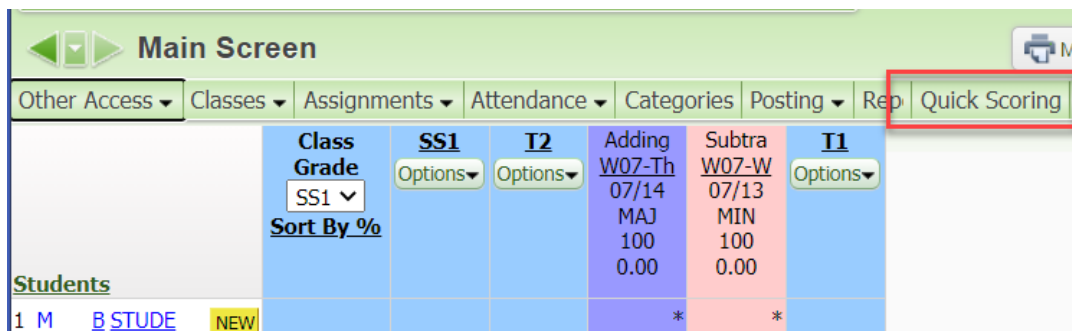 Main Screen
M
Other Access Classes Assignments Attendance Categories Posting Rep Quick Scoring
Class Grade
SS1
Sort By %
SS1
Options
T2
Options
Adding
W07-Th
07/14
MAJ
100
0.00
Subtra
W07-W
07/13
MIN
100
0.00
T1
Options
Students
1 M B STUDE NEW * *